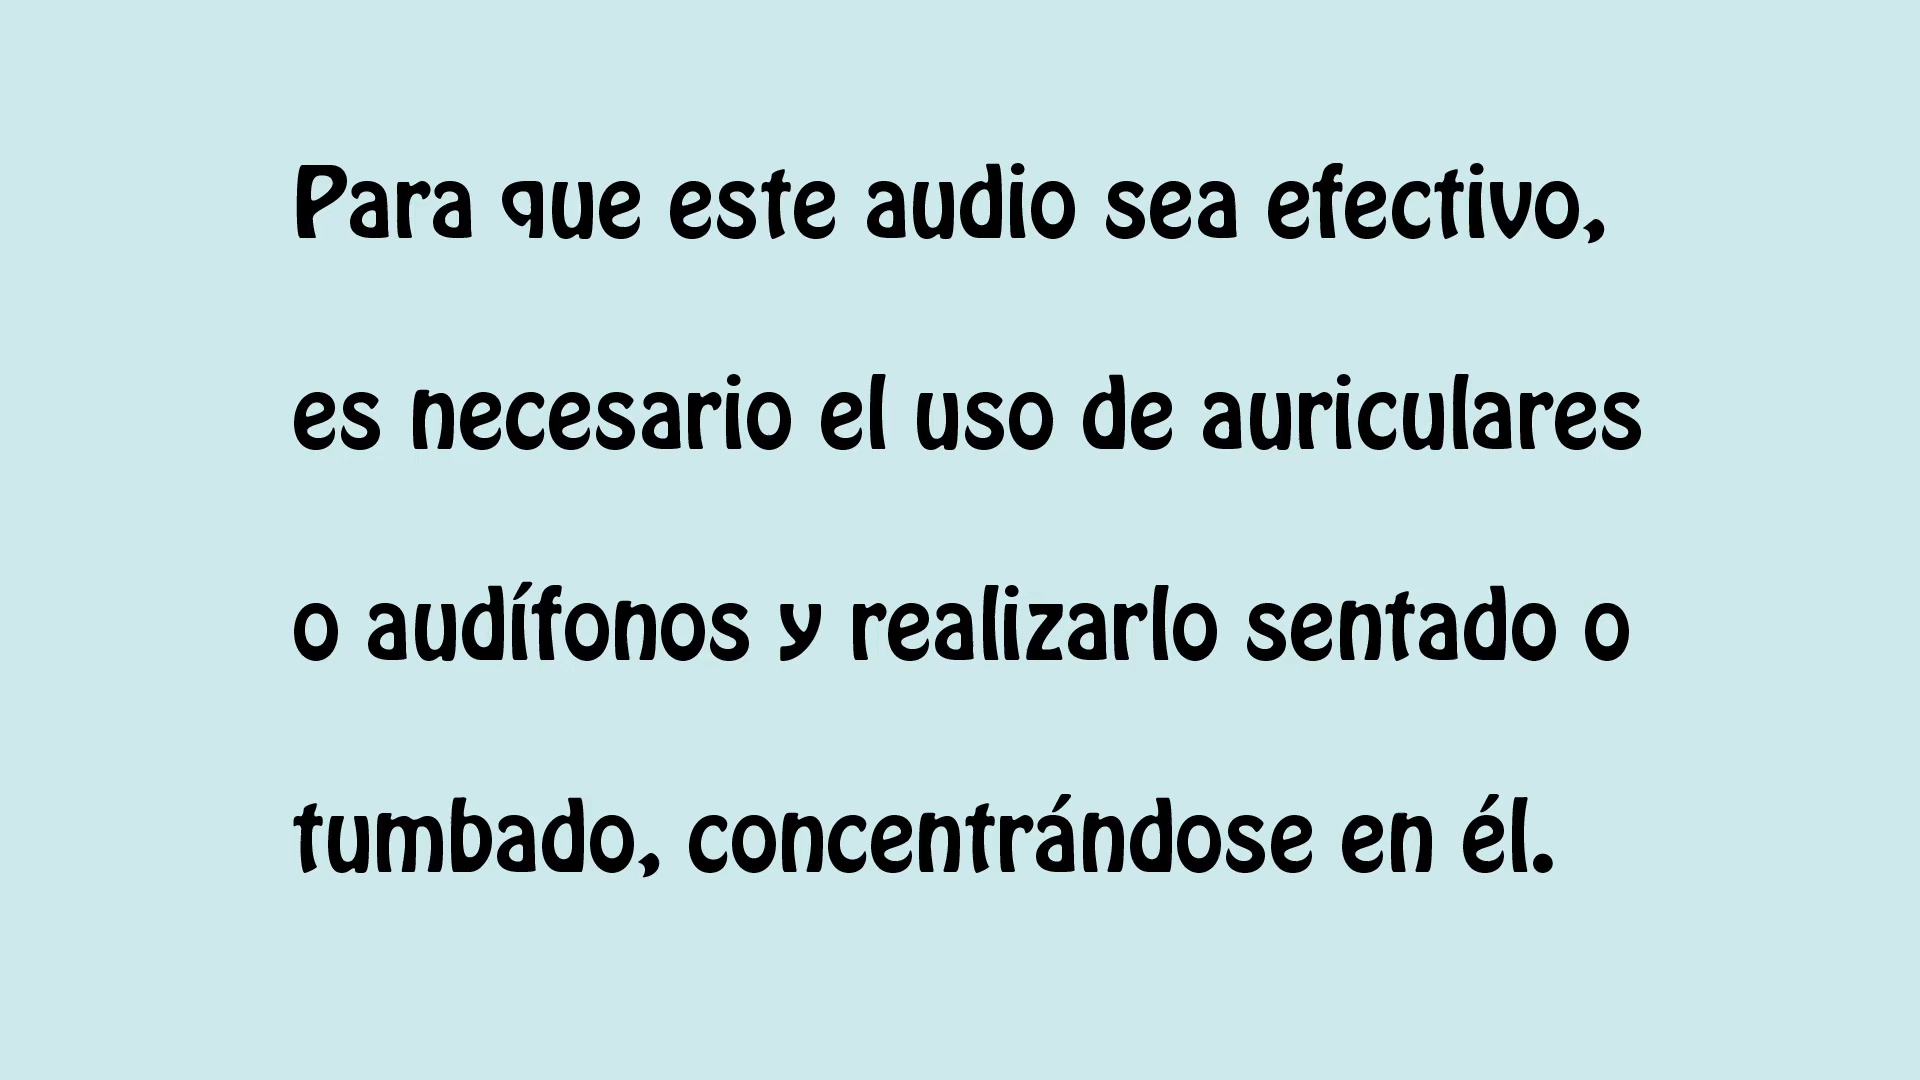 Para que este audio sea efectivo,
es necesario el uso de auriculares
o audífonos y realizarlo sentado o
tumbado, concentrándose en él.